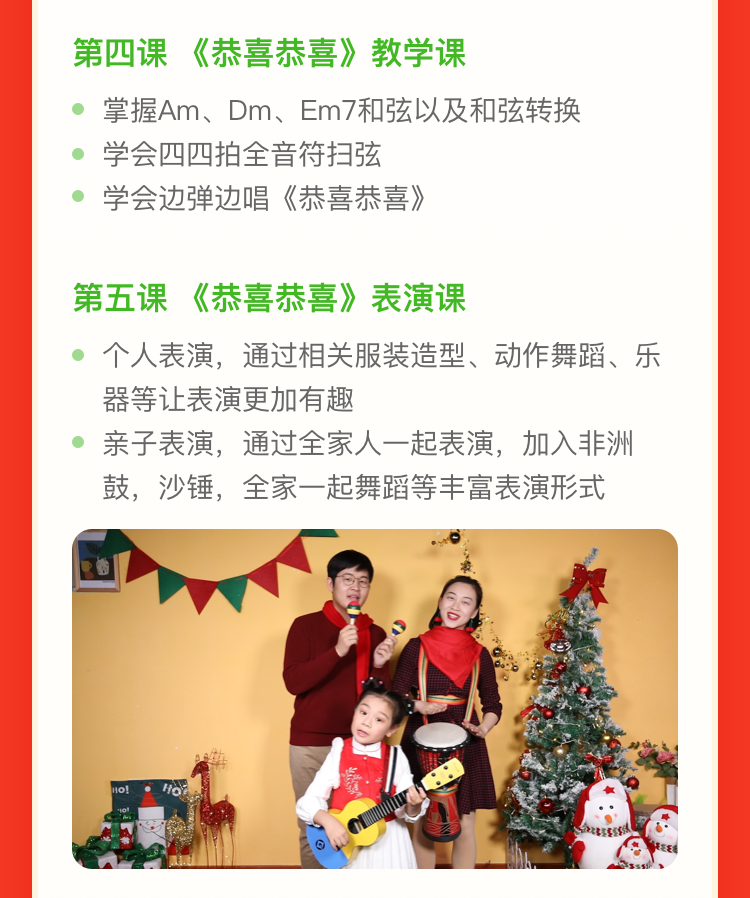 第四课 《恭喜恭喜》教学课
掌握Am、Dm、Em7和弦以及和弦转换
学会四四拍全音符扫弦
学会边弹边唱《恭喜恭喜》
第五课 《恭喜恭喜》表演课
个人表演，通过相关服装造型、动作舞蹈、乐
器等让表演更加有趣
亲子表演，通过全家人一起表演，加入非洲
鼓，沙锤，全家一起舞蹈等丰富表演形式
HO!
HO!